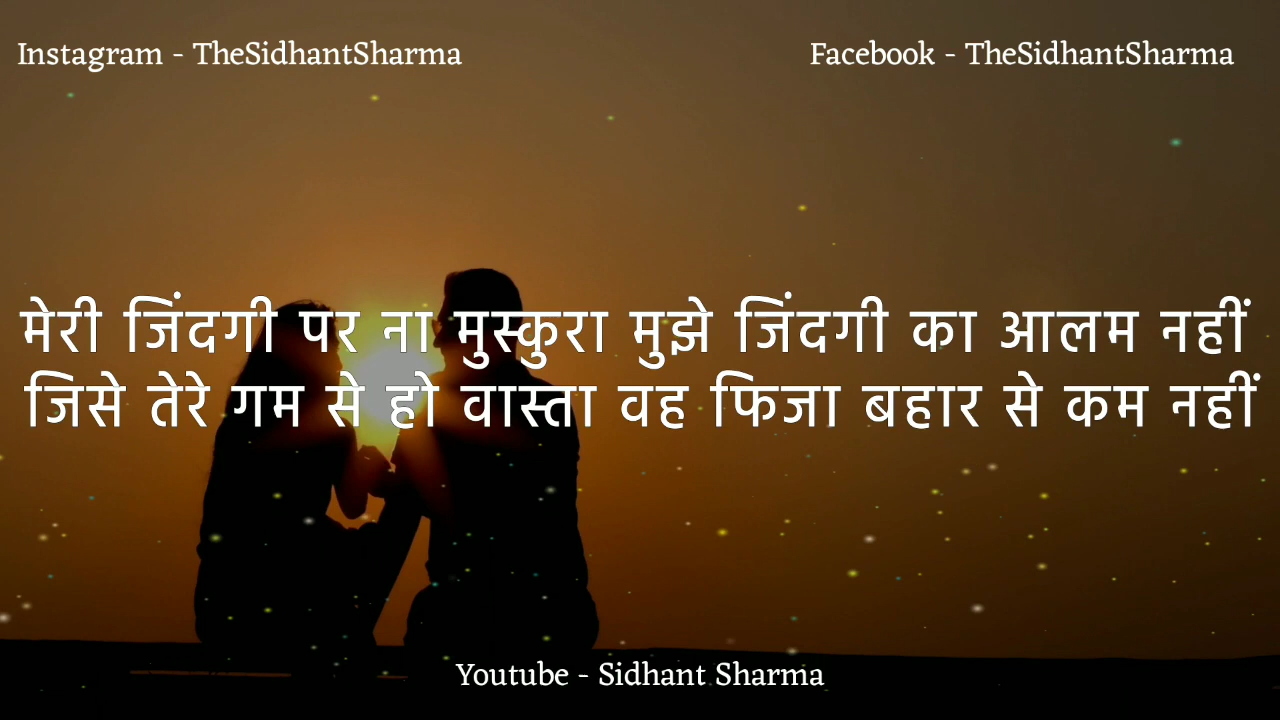 Instagram - TheSidhantSharma
Facebook - TheSidhantSharma
मेरी जिंदगी पर ना मुस्कुरा मुझे जिंदगी का आलम नहीं
जिसे तेरे गम से हो वास्ता वह फिजा बहार से कम नहीं
Youtube - Sidhant Sharma